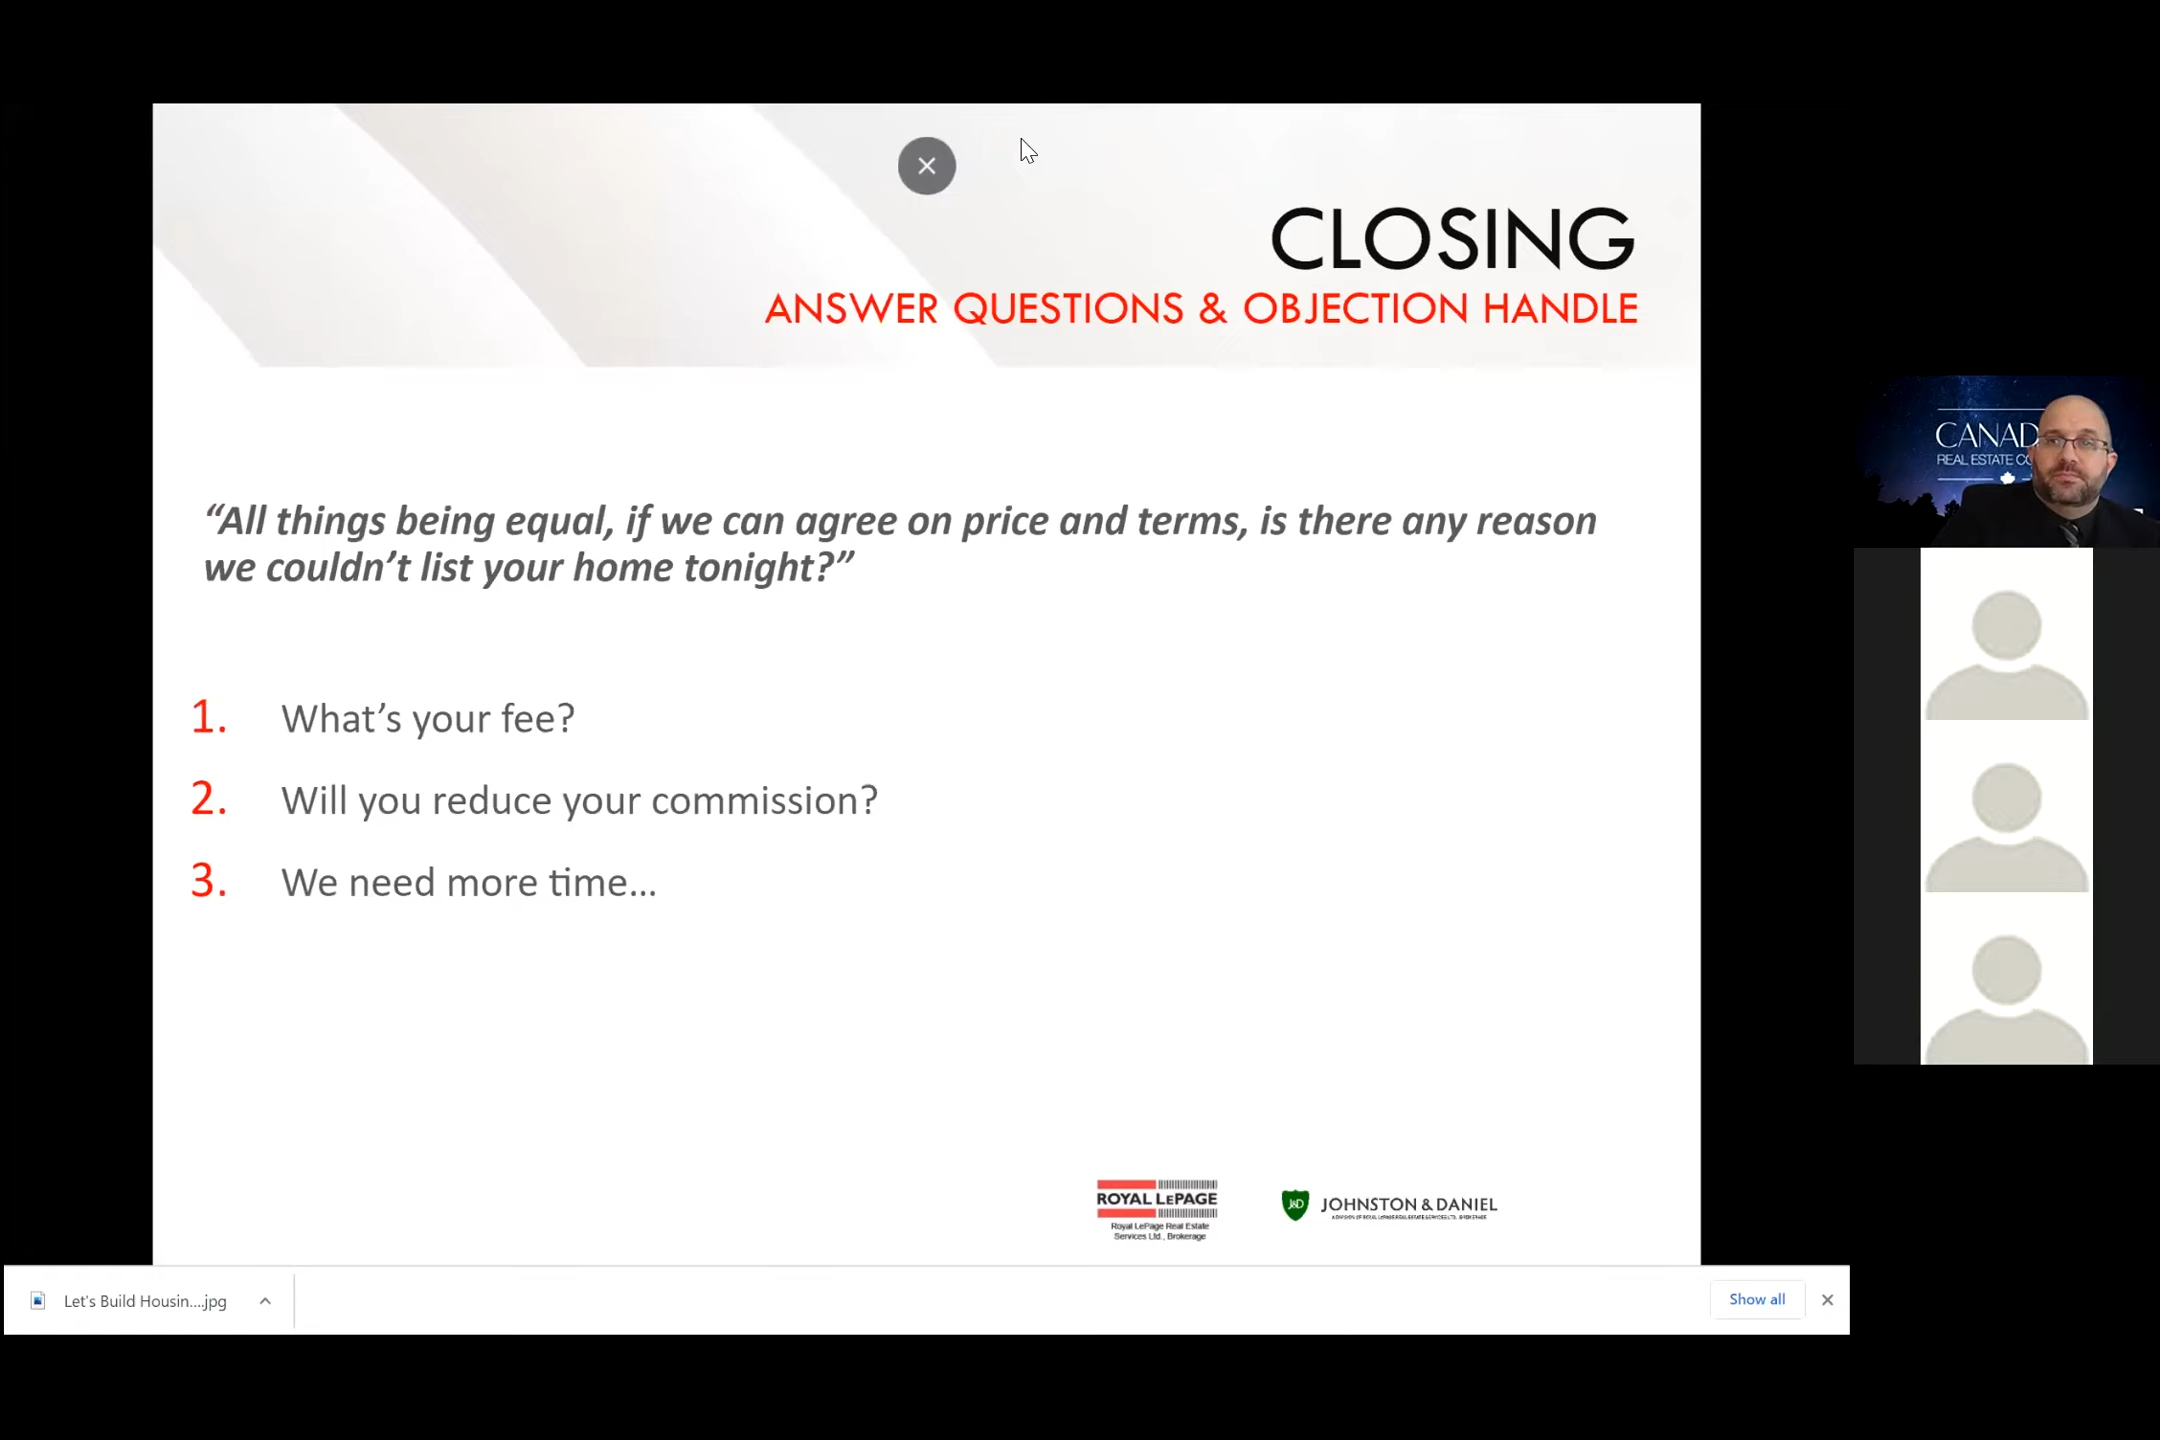 CLOSING
ANSWER QUESTIONS & OBJECTION HANDLE
“All things being equal, if we can agree on price and terms, is there any reason
we couldn’t list your home tonight?”
1. What’s your fee?
2. Will you reduce your commission?
3. We need more time...
ROYAL LEPAGE
Royal LePage Real Estate
Services Ltd., Brokerage
J&D JOHNSTON & DANIEL
A DIVISION OF ROYAL LEPAGE REAL ESTATE SERVICES LTD., BROKERAGE
CANAD
REAL ESTATE CO
Let's Build Housin....jpg
Show all